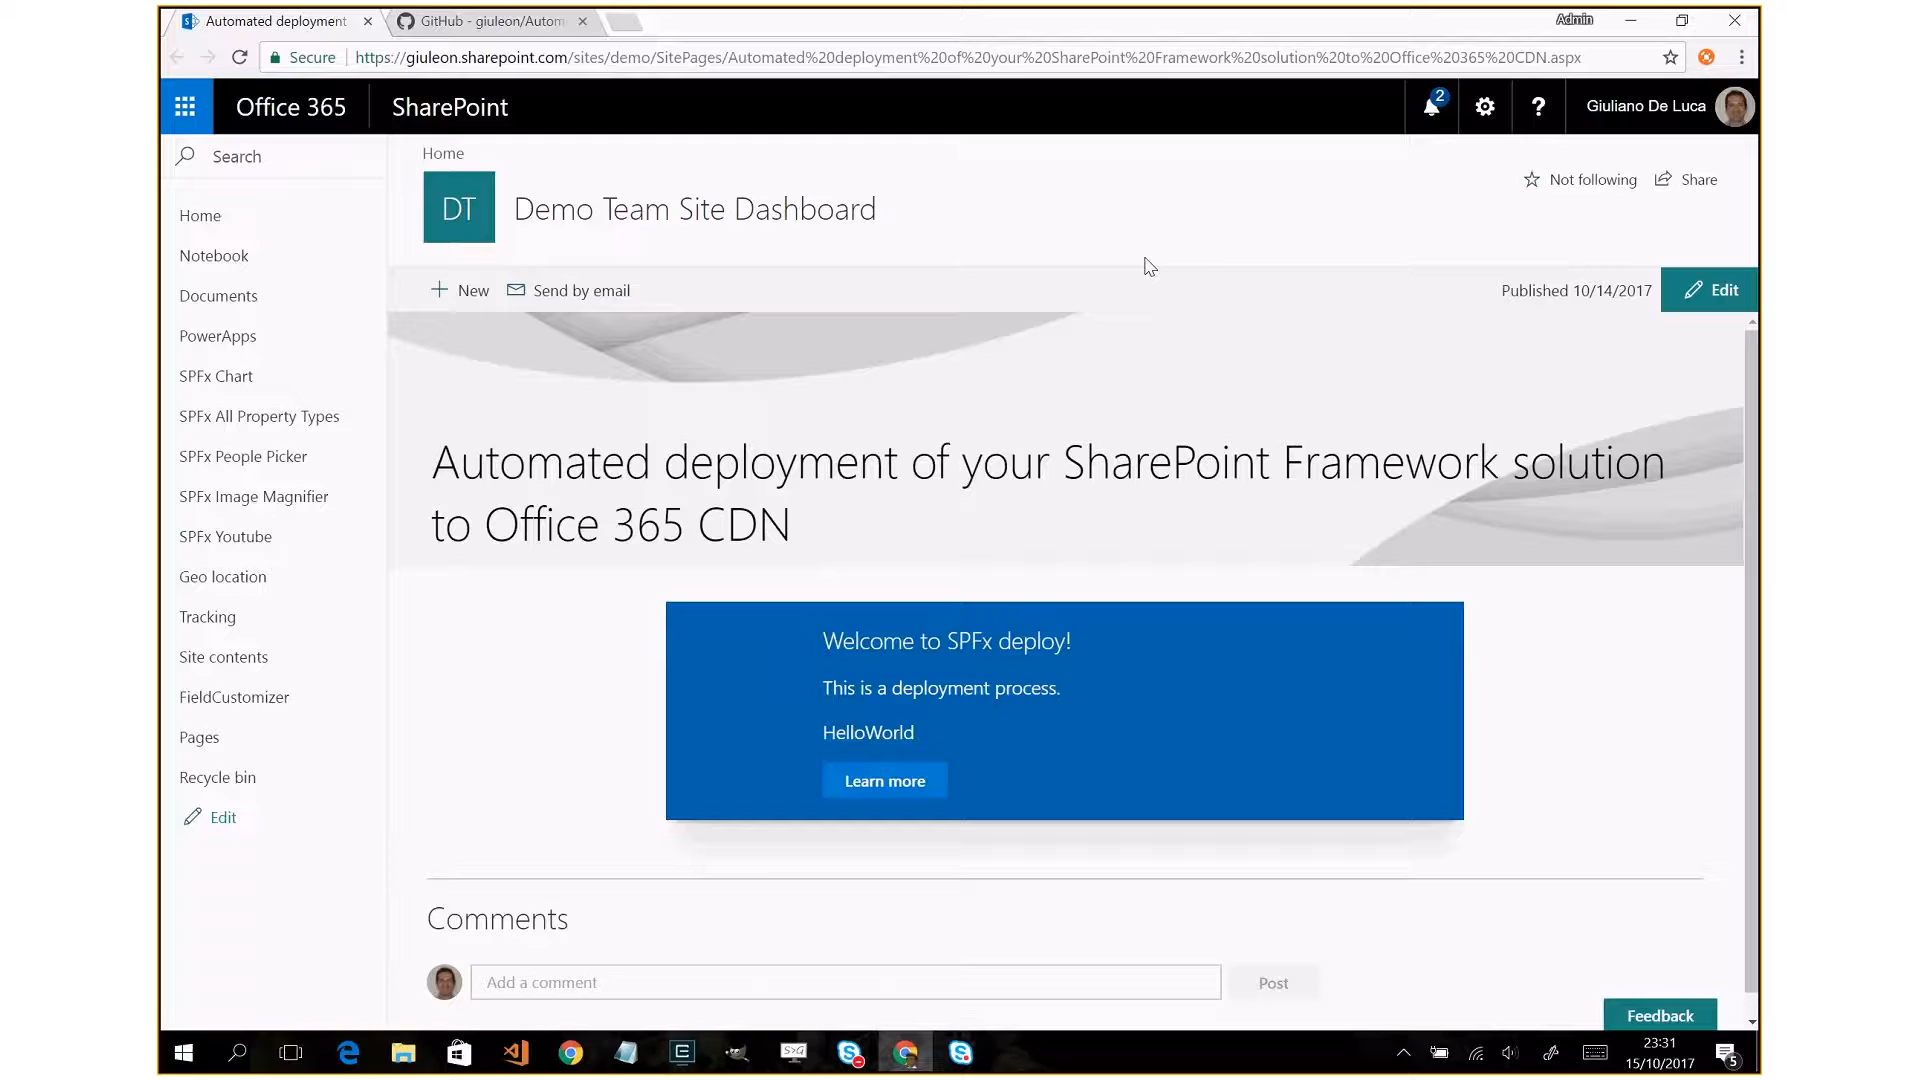 Automated deployment
GitHub - giuleon/Autom
Admin
Secure
https://giuleon.sharepoint.com/sites/demo/SitePages/Automated%20deployment%20of%20your%20SharePoint%20Framework%20solution%20to%20Office%20365%20CDN.aspx
Office 365
SharePoint
2
?
Giuliano De Luca
Search
Home
DT
Demo Team Site Dashboard
Not following
Share
Home
Notebook
Documents
PowerApps
SPFx Chart
SPFx All Property Types
SPFx People Picker
SPFx Image Magnifier
SPFx Youtube
Geo location
Tracking
Site contents
FieldCustomizer
Pages
Recycle bin
Edit
New
Send by email
Published 10/14/2017
Edit
Automated deployment of your SharePoint Framework solution
to Office 365 CDN
Welcome to SPFx deploy!
This is a deployment process.
HelloWorld
Learn more
Comments
Add a comment
Post
Feedback
23:31
15/10/2017
5